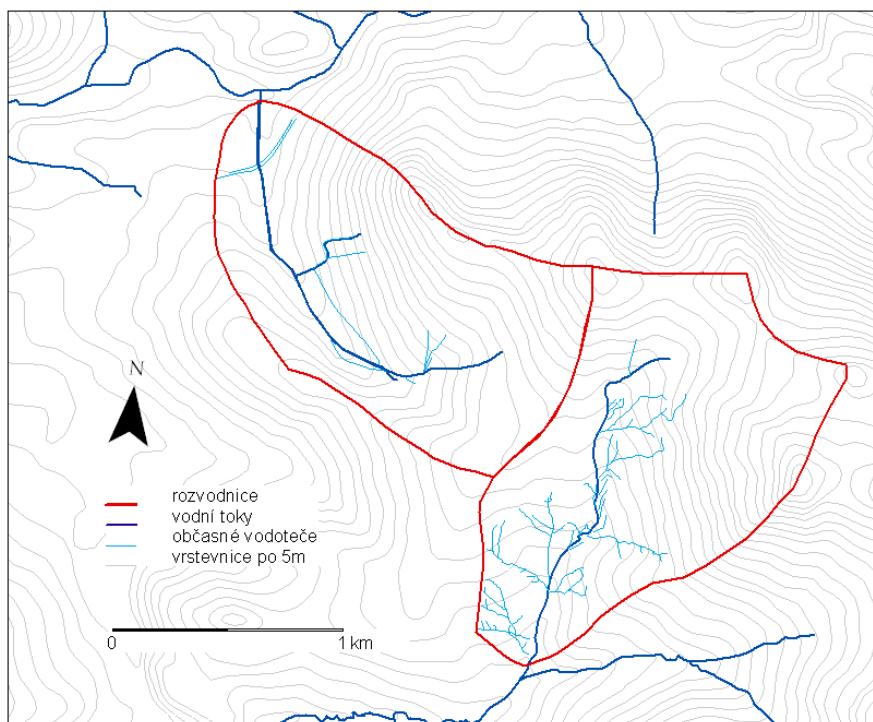 N
rozvodnice
vodní toky
občasné vodoteče
vrstevnice po 5m
0 1 km